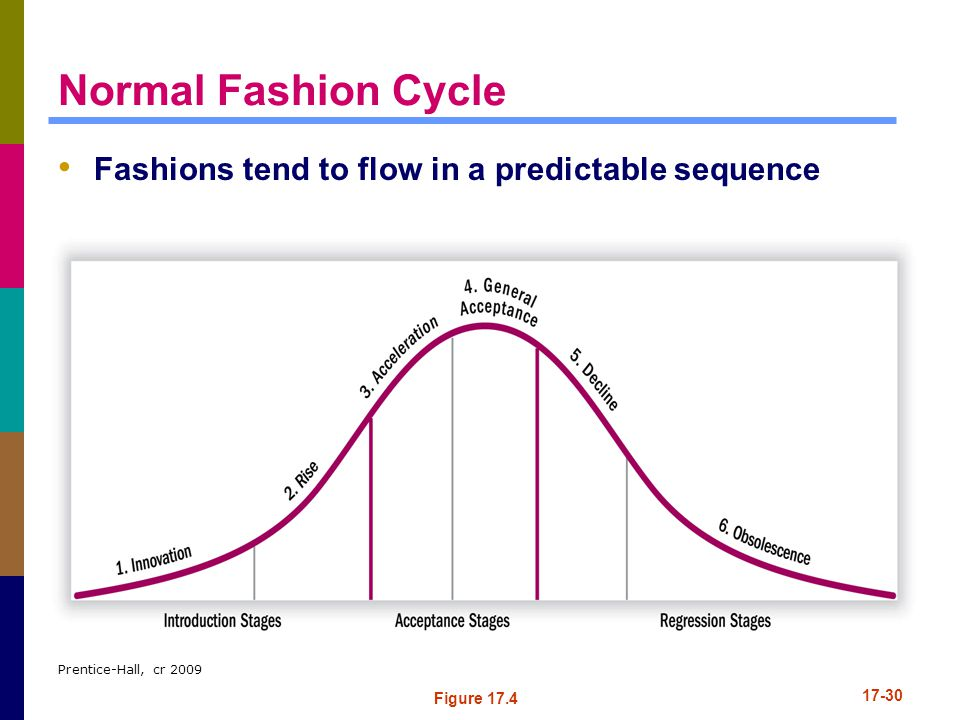 Normal Fashion Cycle
• Fashions tend to flow in a predictable sequence
4. General
Acceptance
3. Acceleration
5. Decline
2. Rise
6. Obsolescence
1. Innovation
Introduction Stages
Acceptance Stages
Regression Stages
Prentice-Hall, cr 2009
Figure 17.4
17-30